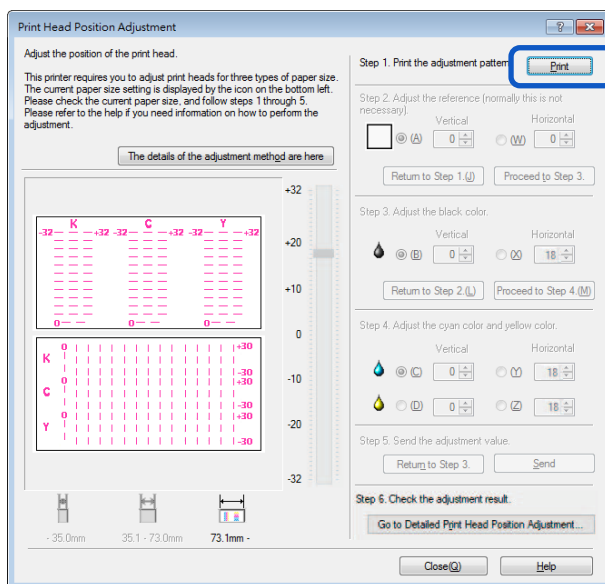 Print Head Position Adjustment
Adjust the position of the print head.
This printer requires you to adjust print heads for three types of paper size.
The current paper size setting is displayed by the icon on the bottom left.
Please check the current paper size, and follow steps 1 through 5.
Please refer to the help if you need information on how to perform the
adjustment.
The details of the adjustment method are here
K C Y
-32 +32 -32 +32 -32 +32
0 0 0
0 +30
K
-30
0 +30
C
-30
0 +30
Y
-30
+32
+20
+10
0
-10
-20
-32
- 35.0mm 35.1 - 73.0mm 73.1mm -
Step 1. Print the adjustment pattern
Print
Step 2. Adjust the reference (normally this is not
necessary).
Vertical Horizontal
(A) 0 (W) 0
Return to Step 1.(J) Proceed to Step 3.
Step 3. Adjust the black color.
Vertical Horizontal
(B) 0 (X) 18
Return to Step 2.(L) Proceed to Step 4.(M)
Step 4. Adjust the cyan color and yellow color.
Vertical Horizontal
(C) 0 (Y) 18
(D) 0 (Z) 18
Step 5. Send the adjustment value.
Return to Step 3. Send
Step 6. Check the adjustment result.
Go to Detailed Print Head Position Adjustment...
Close(Q) Help